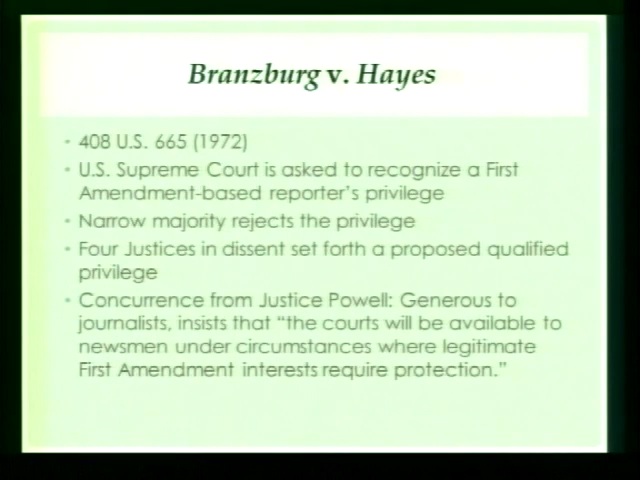 Branzburg v. Hayes
• 408 U.S. 665 (1972)
• U.S. Supreme Court is asked to recognize a First
Amendment-based reporter's privilege
• Narrow majority rejects the privilege
• Four Justices in dissent set forth a proposed qualified
privilege
• Concurrence from Justice Powell: Generous to
journalists, insists that “the courts will be available to
newsmen under circumstances where legitimate
First Amendment interests require protection.”